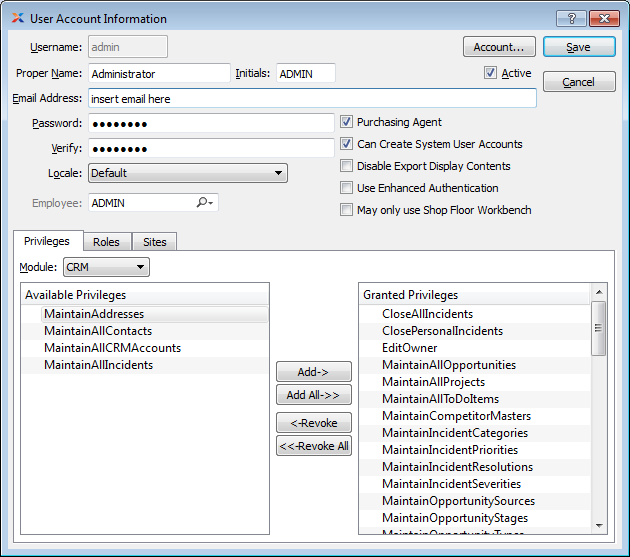 User Account Information
Username: admin
Account...
Save
Proper Name: Administrator
Initials: ADMIN
Active
Cancel
Email Address: insert email here
Password: ●●●●●●●●
Purchasing Agent
Verify: ●●●●●●●●
Can Create System User Accounts
Locale: Default
Disable Export Display Contents
Use Enhanced Authentication
Employee: ADMIN
May only use Shop Floor Workbench
Privileges Roles Sites
Module: CRM
Available Privileges
MaintainAddresses
MaintainAllContacts
MaintainAllCRMAccounts
MaintainAllIncidents
Add->
Add All->>
<-Revoke
<<-Revoke All
Granted Privileges
CloseAllIncidents
ClosePersonalIncidents
EditOwner
MaintainAllOpportunities
MaintainAllProjects
MaintainAllToDoItems
MaintainCompetitorMasters
MaintainIncidentCategories
MaintainIncidentPriorities
MaintainIncidentResolutions
MaintainIncidentSeverities
MaintainOpportunitySources
MaintainOpportunityStages
MaintainOpportunityTypes